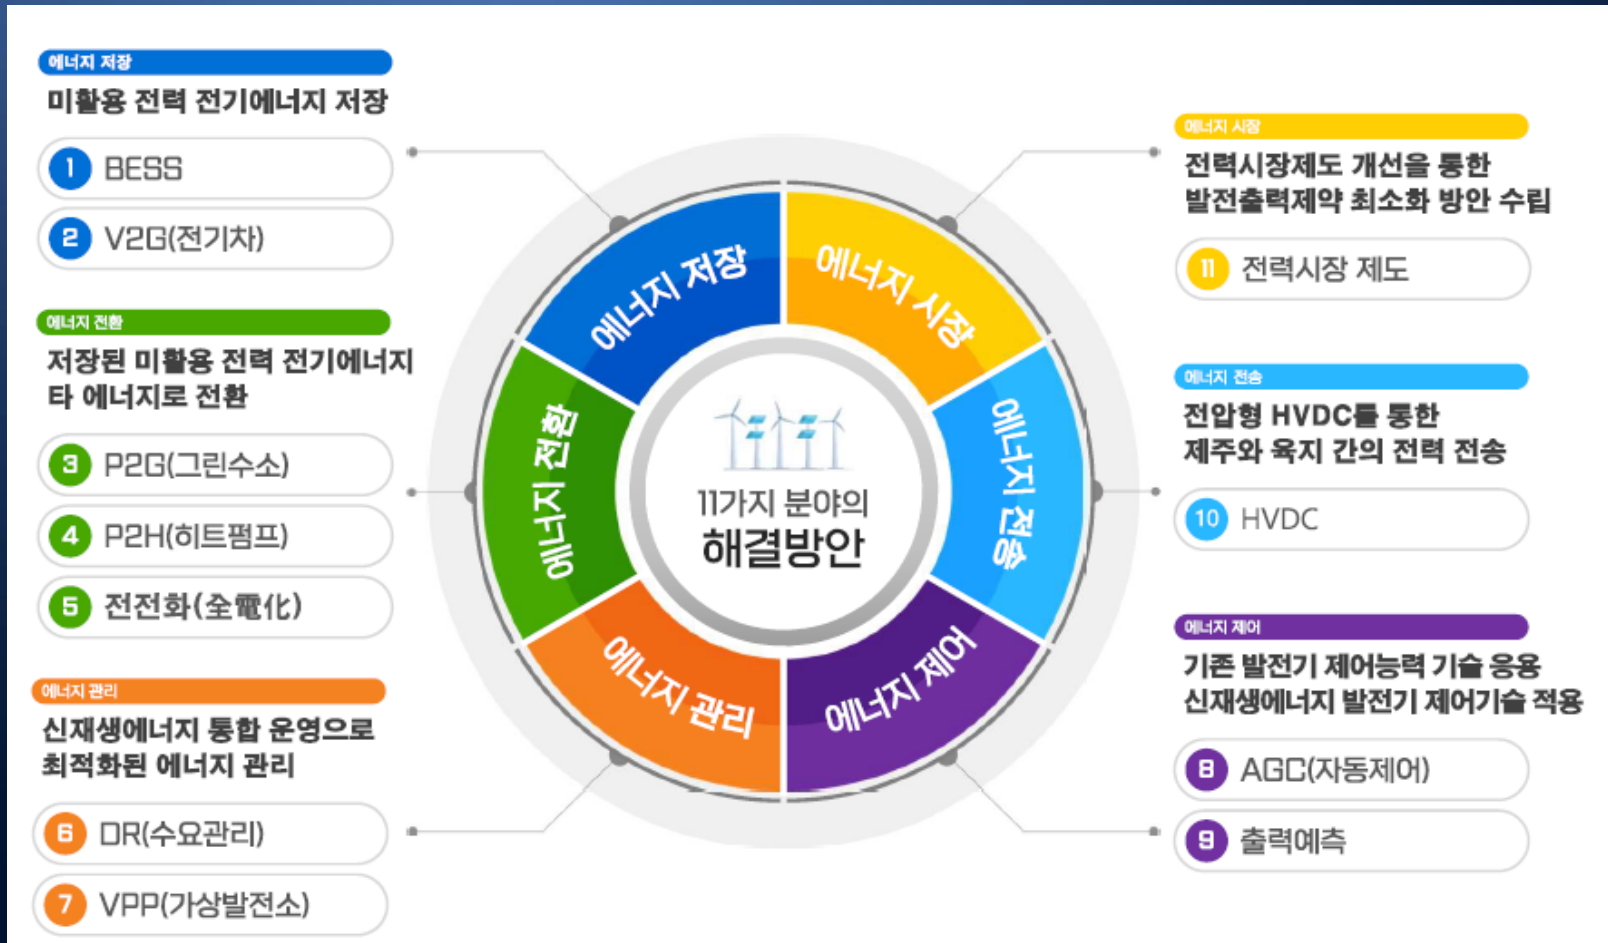 에너지 저장
미활용 전력 전기에너지 저장
1 BESS
2 V2G(전기차)
에너지 전환
저장된 미활용 전력 전기에너지
타 에너지로 전환
3 P2G(그린수소)
4 P2H(히트펌프)
5 전전화(全電化)
에너지 관리
신재생에너지 통합 운영으로
최적화된 에너지 관리
6 DR(수요관리)
7 VPP(가상발전소)
에너지 저장
에너지 시장
에너지 전환
에너지 전송
에너지 관리
에너지 제어
11가지 분야의
해결방안
에너지 시장
전력시장제도 개선을 통한
발전출력제약 최소화 방안 수립
11 전력시장 제도
에너지 전송
전압형 HVDC를 통한
제주와 육지 간의 전력 전송
10 HVDC
에너지 제어
기존 발전기 제어능력 기술 응용
신재생에너지 발전기 제어기술 적용
8 AGC(자동제어)
9 출력예측